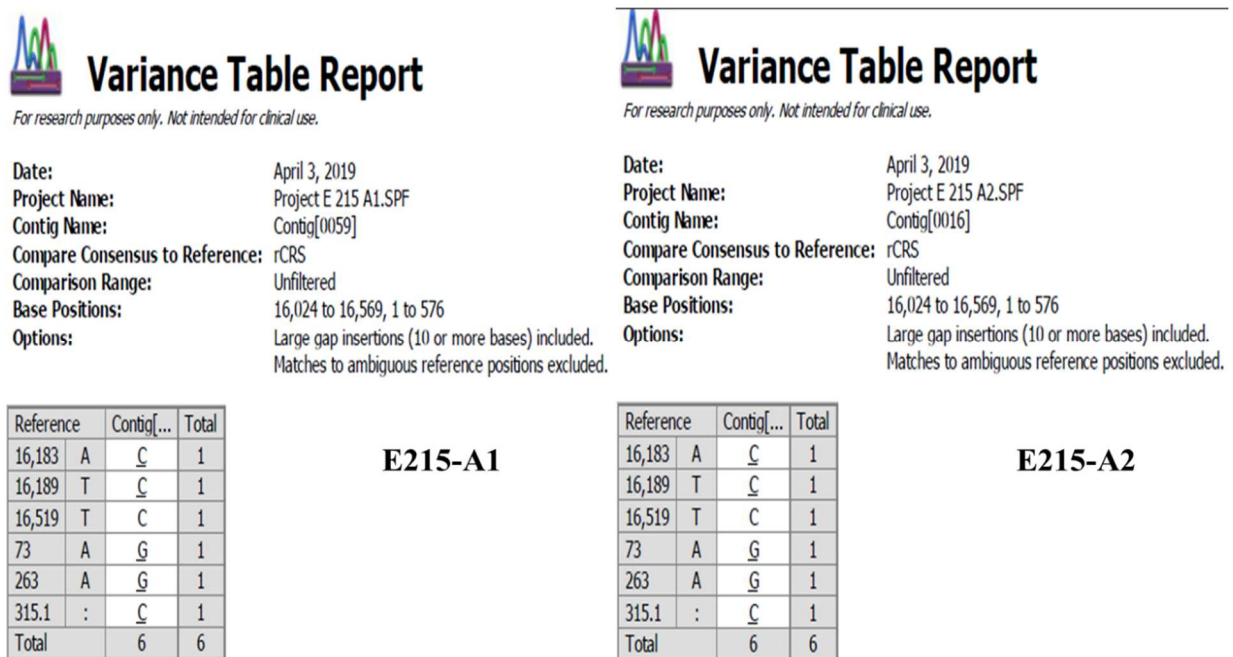 Variance Table Report
For research purposes only. Not intended for clinical use.
Date: April 3, 2019
Project Name: Project E 215 A1.SPF
Contig Name: Contig[0059]
Compare Consensus to Reference: rCRS
Comparison Range: Unfiltered
Base Positions: 16,024 to 16,569, 1 to 576
Options: Large gap insertions (10 or more bases) included.
Matches to ambiguous reference positions excluded.
Reference Contig[... Total
16,183 A C 1
16,189 T C 1
16,519 T C 1
73 A G 1
263 A G 1
315.1 : C 1
Total 6 6
E215-A1
Variance Table Report
For research purposes only. Not intended for clinical use.
Date: April 3, 2019
Project Name: Project E 215 A2.SPF
Contig Name: Contig[0016]
Compare Consensus to Reference: rCRS
Comparison Range: Unfiltered
Base Positions: 16,024 to 16,569, 1 to 576
Options: Large gap insertions (10 or more bases) included.
Matches to ambiguous reference positions excluded.
Reference Contig[... Total
16,183 A C 1
16,189 T C 1
16,519 T C 1
73 A G 1
263 A G 1
315.1 : C 1
Total 6 6
E215-A2